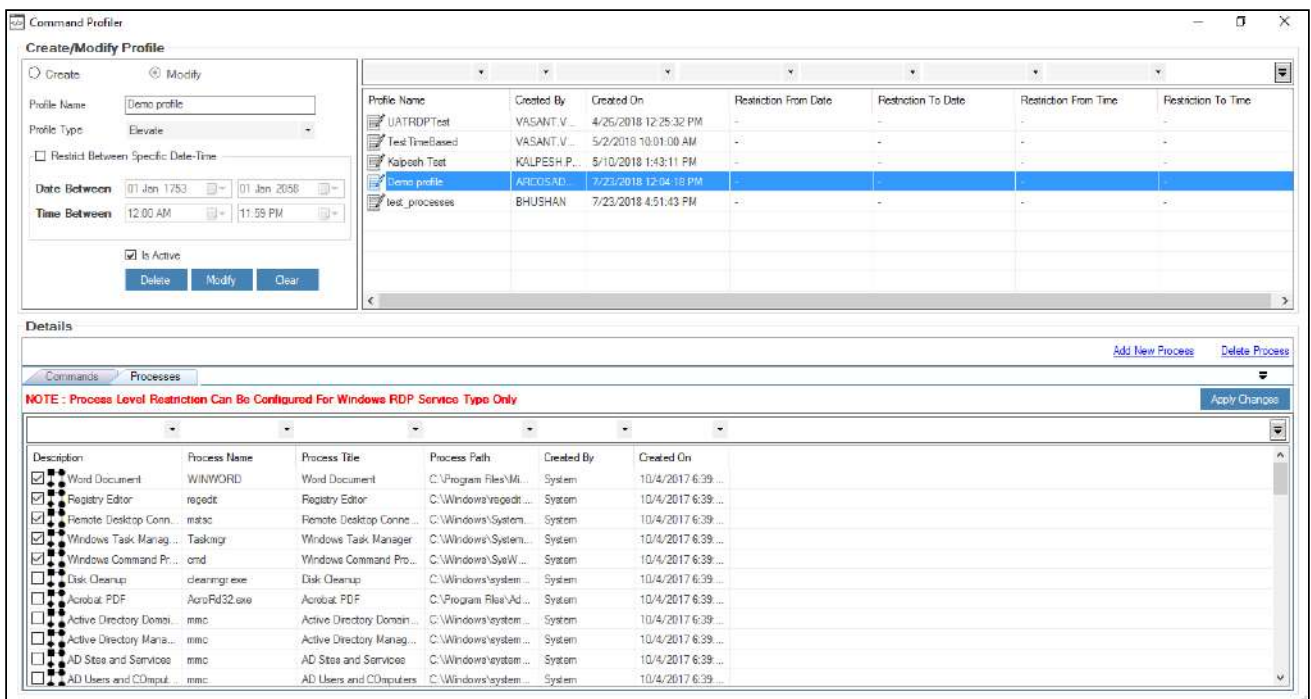 Command Profiler
Create/Modify Profile
Create Modify
Profile Name Demo profile
Profile Type Elevate
Restrict Between Specific Date-Time
Date Between 01 Jan 1753 01 Jan 2058
Time Between 12:00 AM 11:59 PM
Is Active
Delete Modify Clear
Profile Name Created By Created On Restriction From Date Restriction To Date Restriction From Time Restriction To Time
UATRDPTest VASANT.V... 4/26/2018 12:25:32 PM - - - -
TestTimeBased VASANT.V... 5/2/2018 10:01:00 AM - - - -
Kalpesh Test KALPESH.P... 5/10/2018 1:43:11 PM - - - -
Demo profile ARCOSAD... 7/23/2018 12:04:18 PM - - - -
test_processes BHUSHAN 7/23/2018 4:51:43 PM - - - -
Details
Add New Process Delete Process
Commands Processes
NOTE : Process Level Restriction Can Be Configured For Windows RDP Service Type Only
Apply Changes
Description Process Name Process Title Process Path Created By Created On
Word Document WINWORD Word Document C:\Program Files\Mi... System 10/4/2017 6:39:...
Registry Editor regedit Registry Editor C:\Windows\regedit... System 10/4/2017 6:39:...
Remote Desktop Conn... mstsc Remote Desktop Conne... C:\Windows\System... System 10/4/2017 6:39:...
Windows Task Manag... Taskmgr Windows Task Manager C:\Windows\System... System 10/4/2017 6:39:...
Windows Command Pr... cmd Windows Command Pro... C:\Windows\SysW... System 10/4/2017 6:39:...
Disk Cleanup cleanmgr.exe Disk Cleanup C:\Windows\system... System 10/4/2017 6:39:...
Acrobat PDF AcroRd32.exe Acrobat PDF C:\Program Files\Ad... System 10/4/2017 6:39:...
Active Directory Domai... mmc Active Directory Domain... C:\Windows\system... System 10/4/2017 6:39:...
Active Directory Mana... mmc Active Directory Manag... C:\Windows\system... System 10/4/2017 6:39:...
AD Sites and Services mmc AD Sites and Services C:\Windows\system... System 10/4/2017 6:39:...
AD Users and COmput... mmc AD Users and COmputers C:\Windows\system... System 10/4/2017 6:39:...